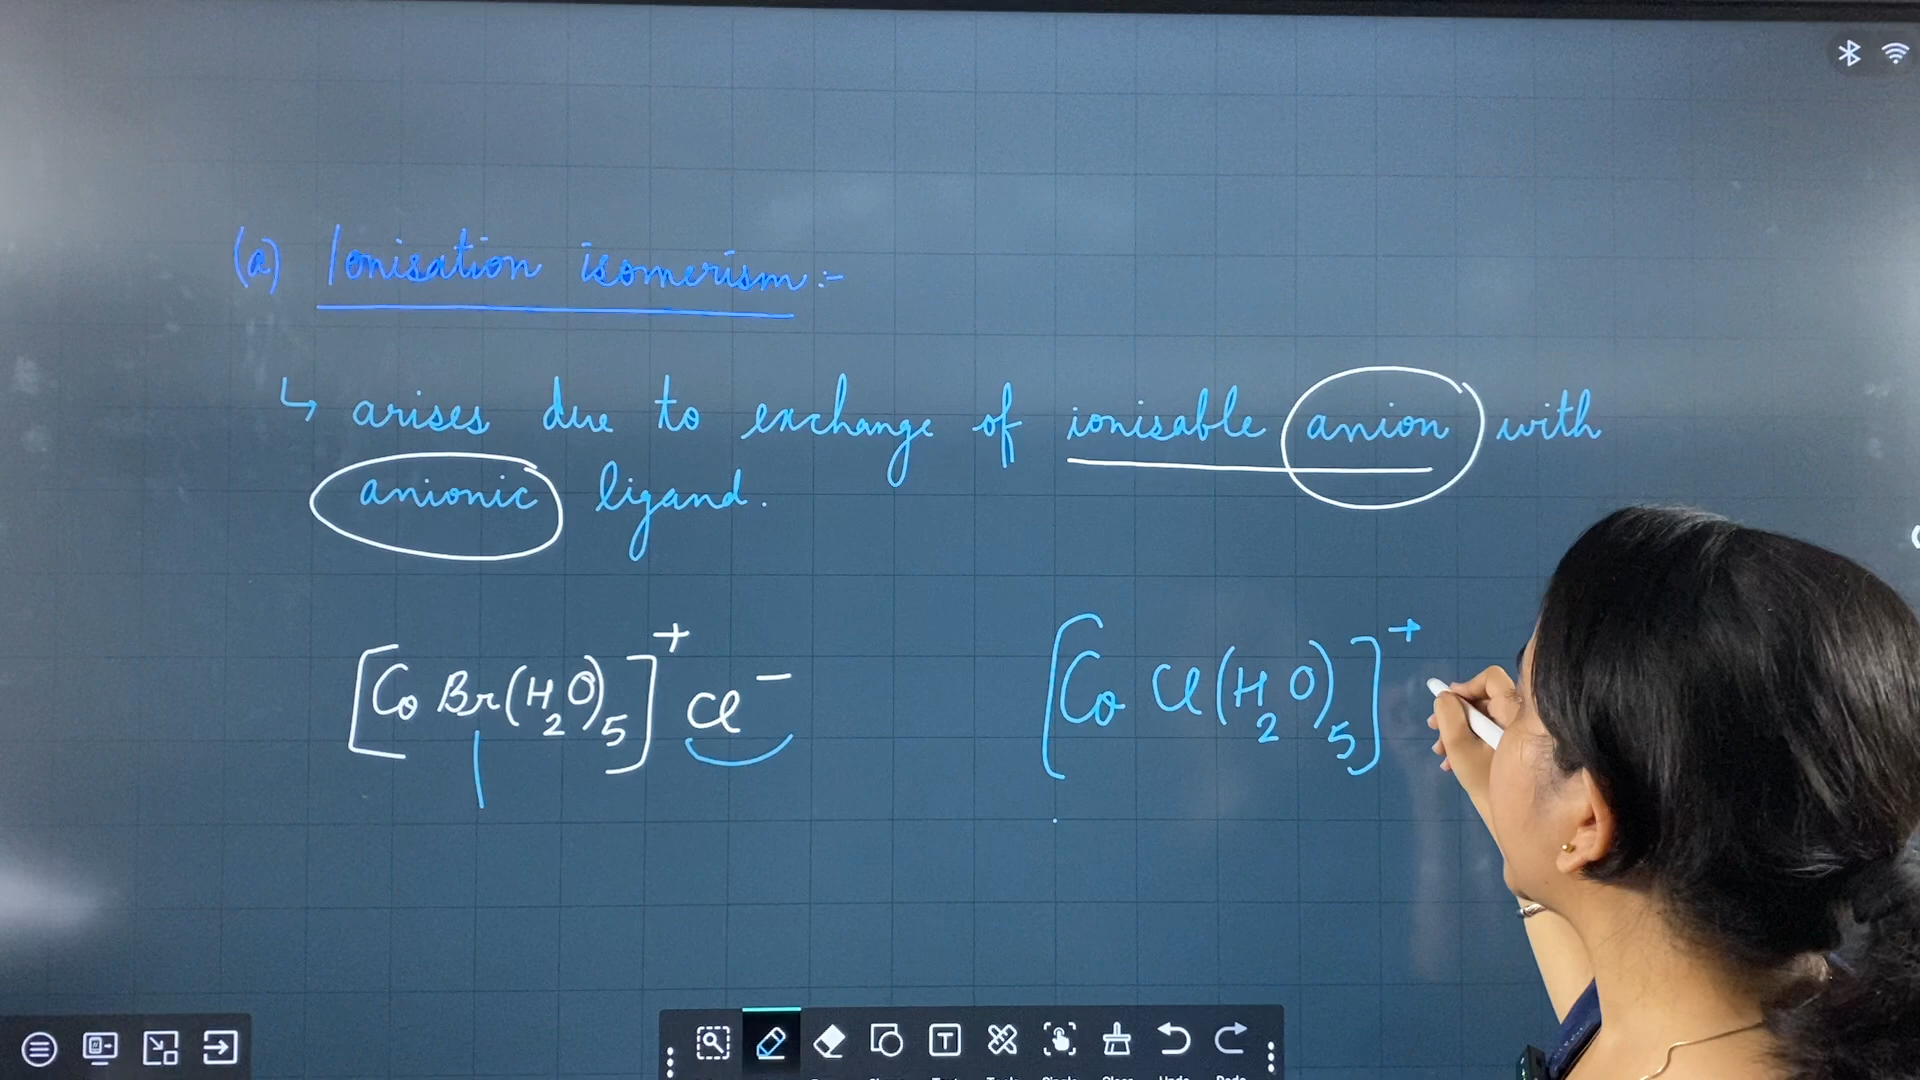 (a) Ionisation isomerism:-
↳ arises due to exchange of ionisable anion with
anionic ligand.
[Co Br(H₂O)₅]⁺ Cl⁻ [Co Cl(H₂O)₅]⁺